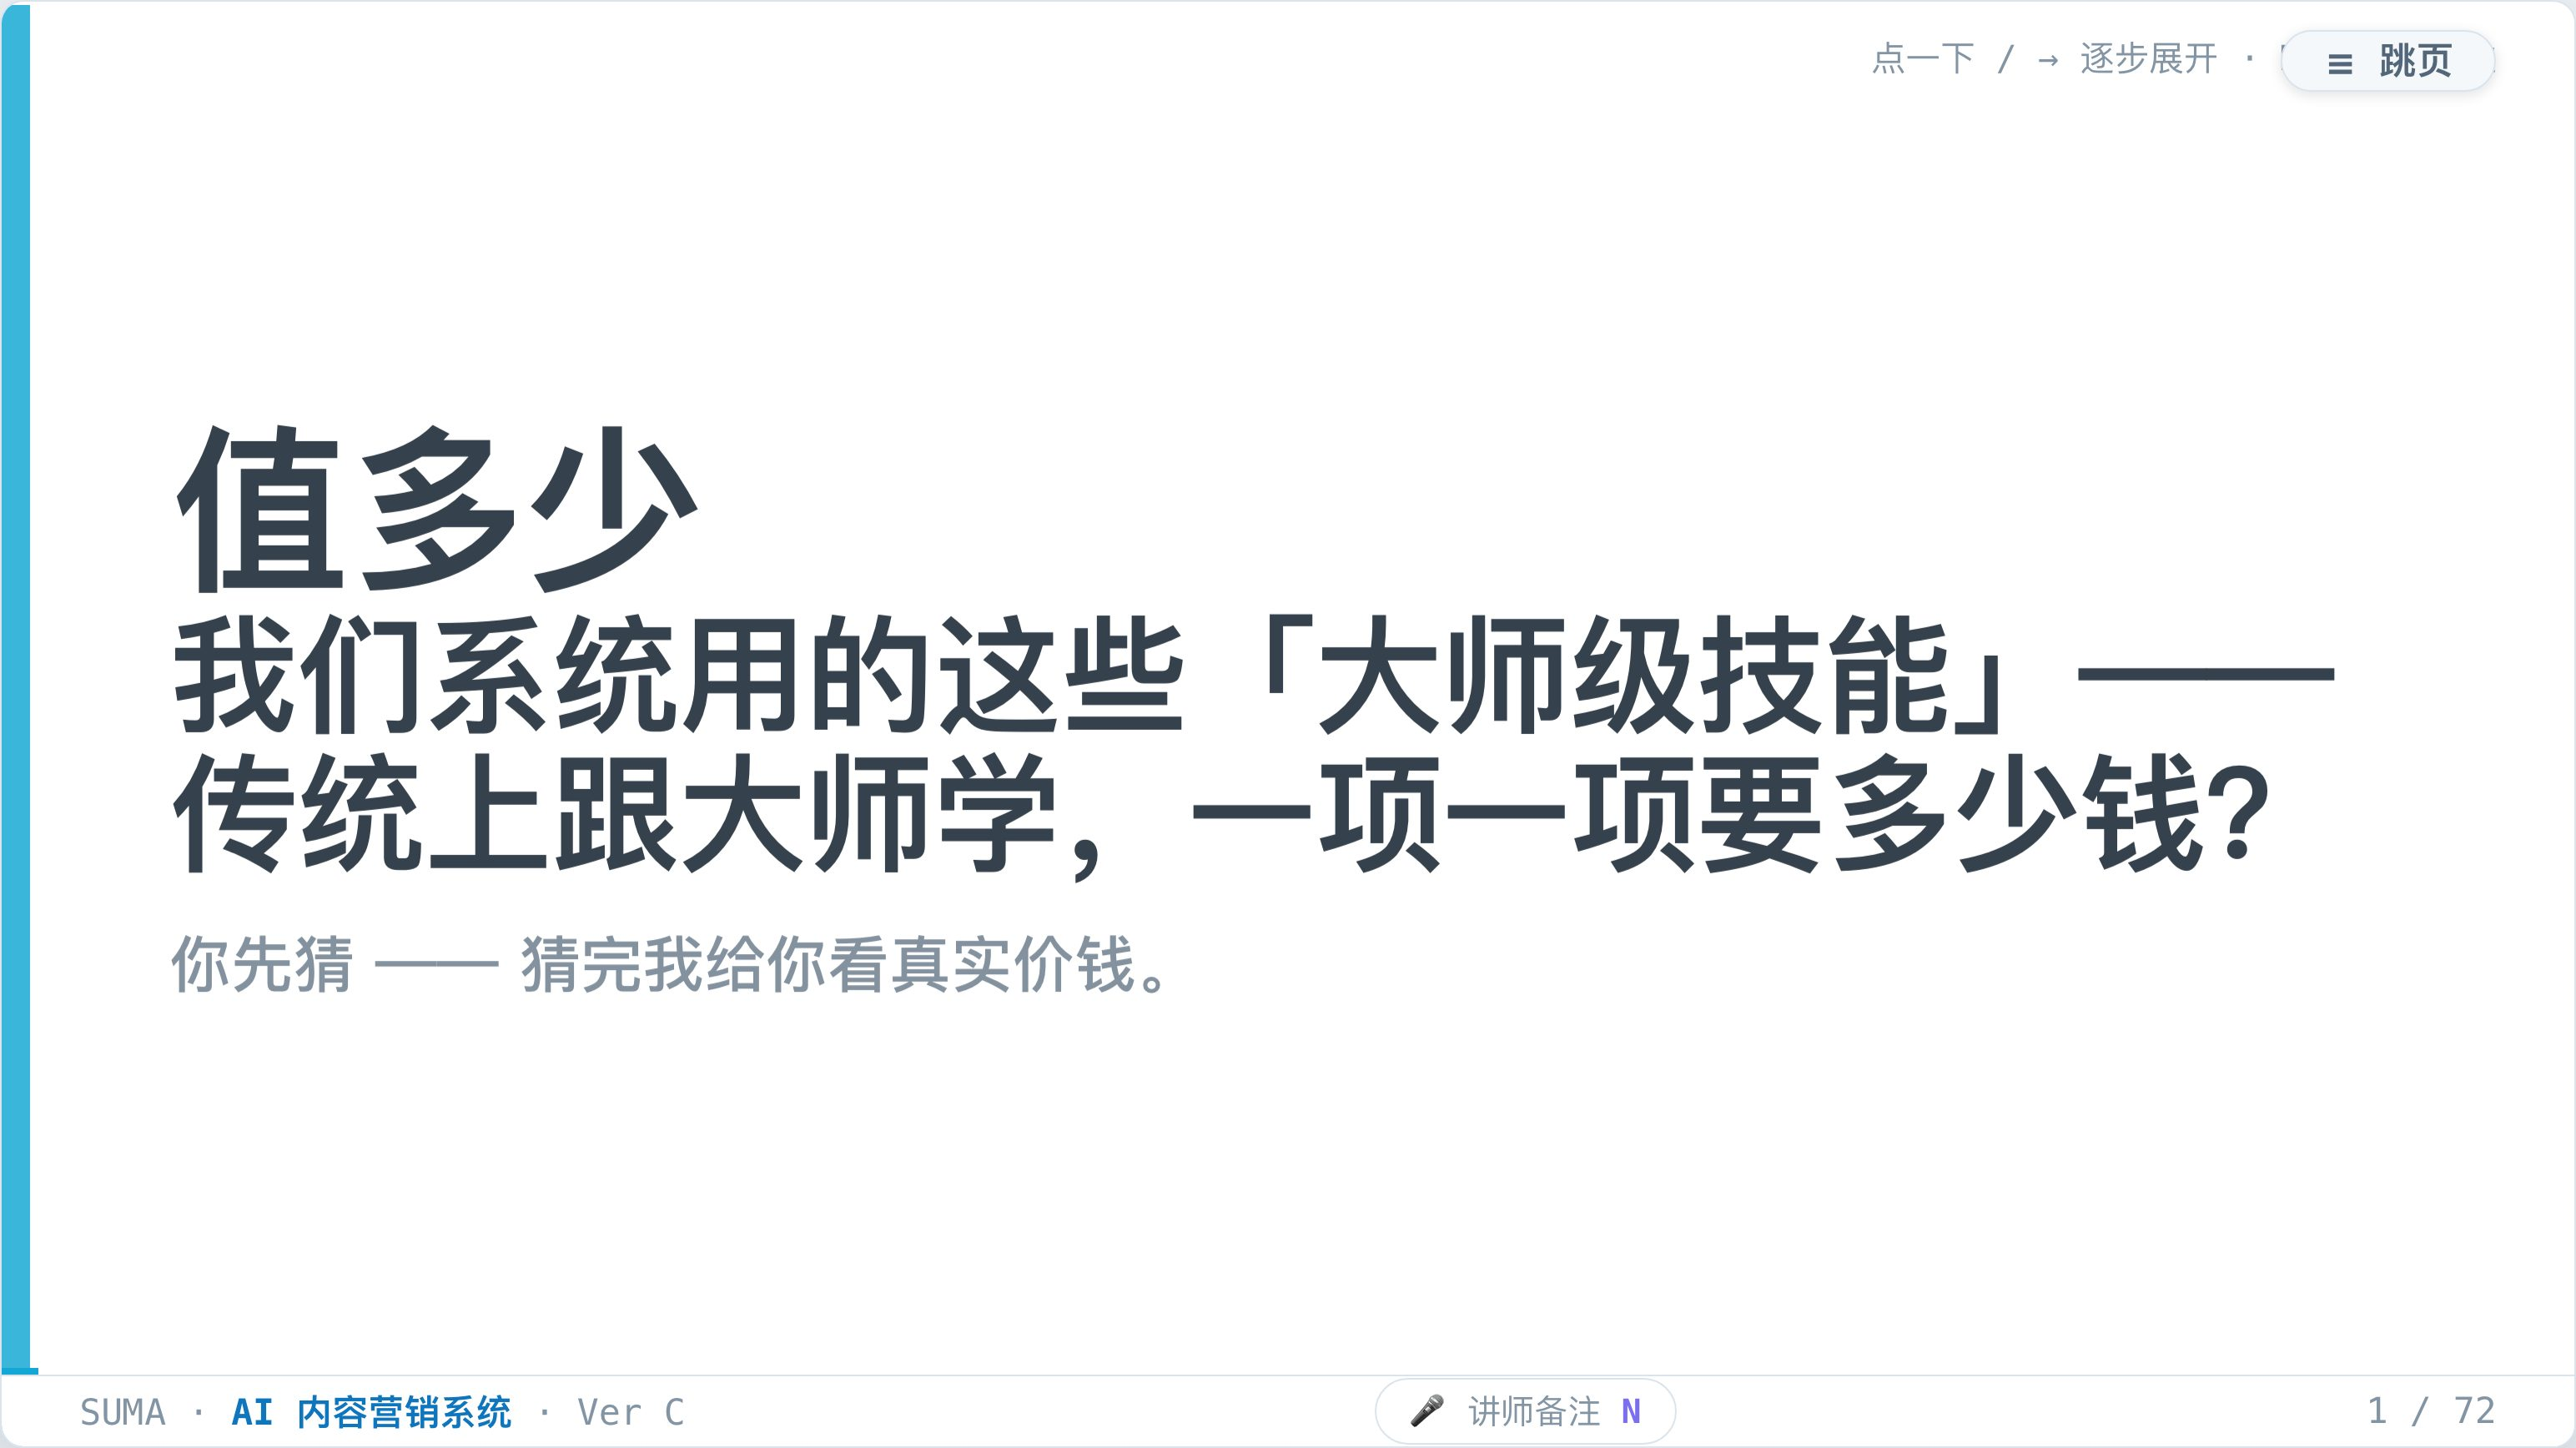 点一下 / → 逐步展开 ·
≡ 跳页
值多少
我们系统用的这些「大师级技能」——
传统上跟大师学，一项一项要多少钱？
你先猜 —— 猜完我给你看真实价钱。
SUMA · AI 内容营销系统 · Ver C
🎤 讲师备注 N
1 / 72